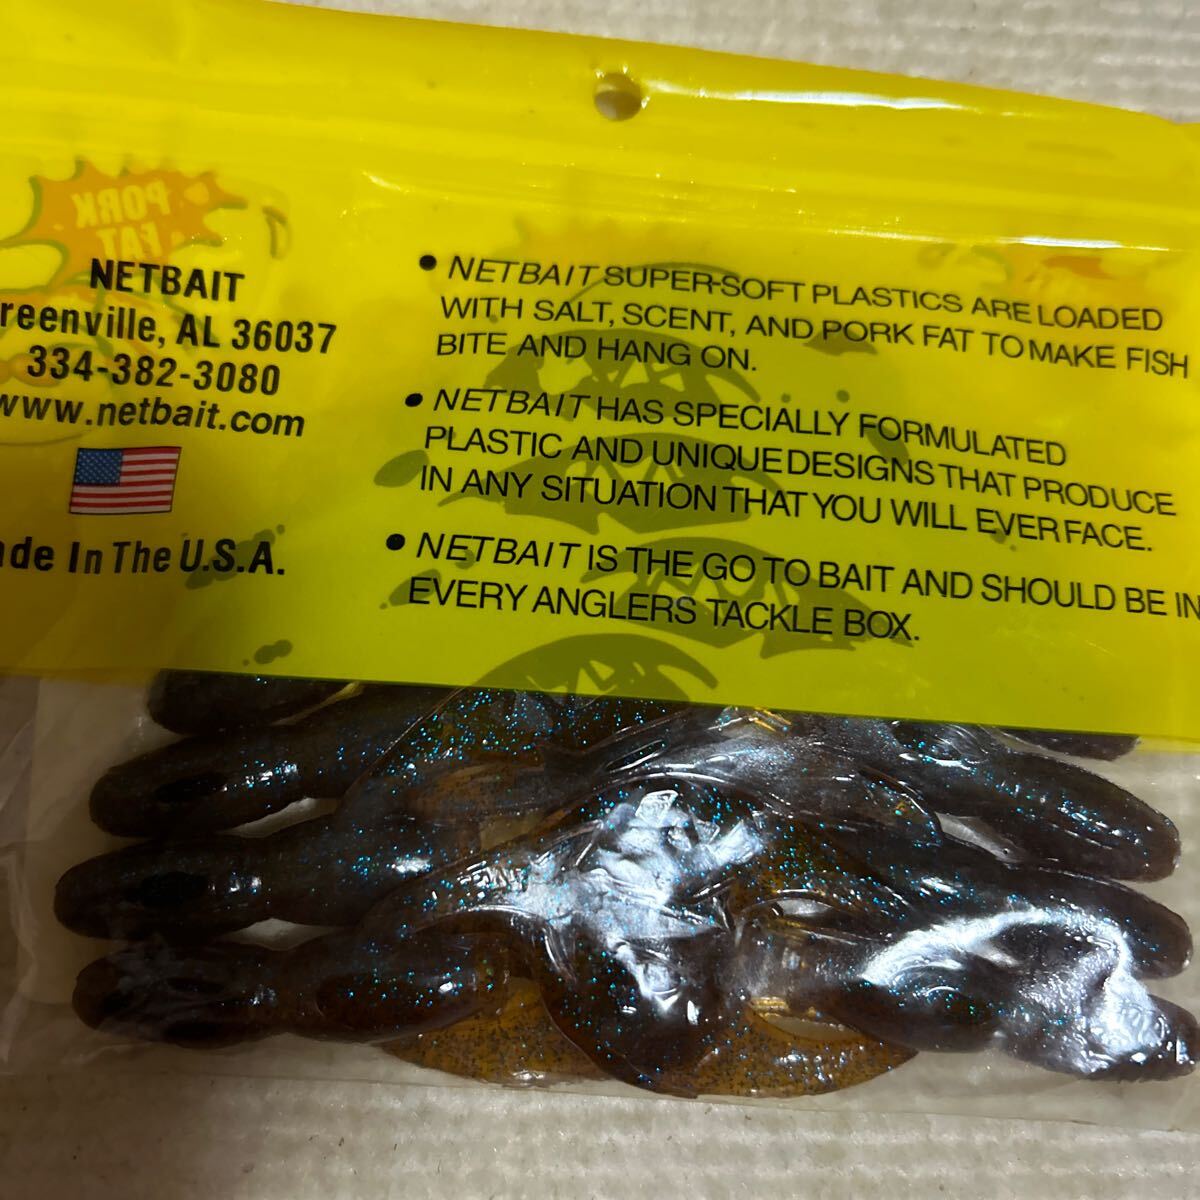 NETBAIT
reenville, AL 36037
334-382-3080
www.netbait.com
de In The U.S.A.
PORK
FAT
• NETBAIT SUPER-SOFT PLASTICS ARE LOADED
WITH SALT, SCENT, AND PORK FAT TO MAKE FISH
BITE AND HANG ON.
• NETBAIT HAS SPECIALLY FORMULATED
PLASTIC AND UNIQUE DESIGNS THAT PRODUCE
IN ANY SITUATION THAT YOU WILL EVER FACE.
• NETBAIT IS THE GO TO BAIT AND SHOULD BE IN
EVERY ANGLERS TACKLE BOX.